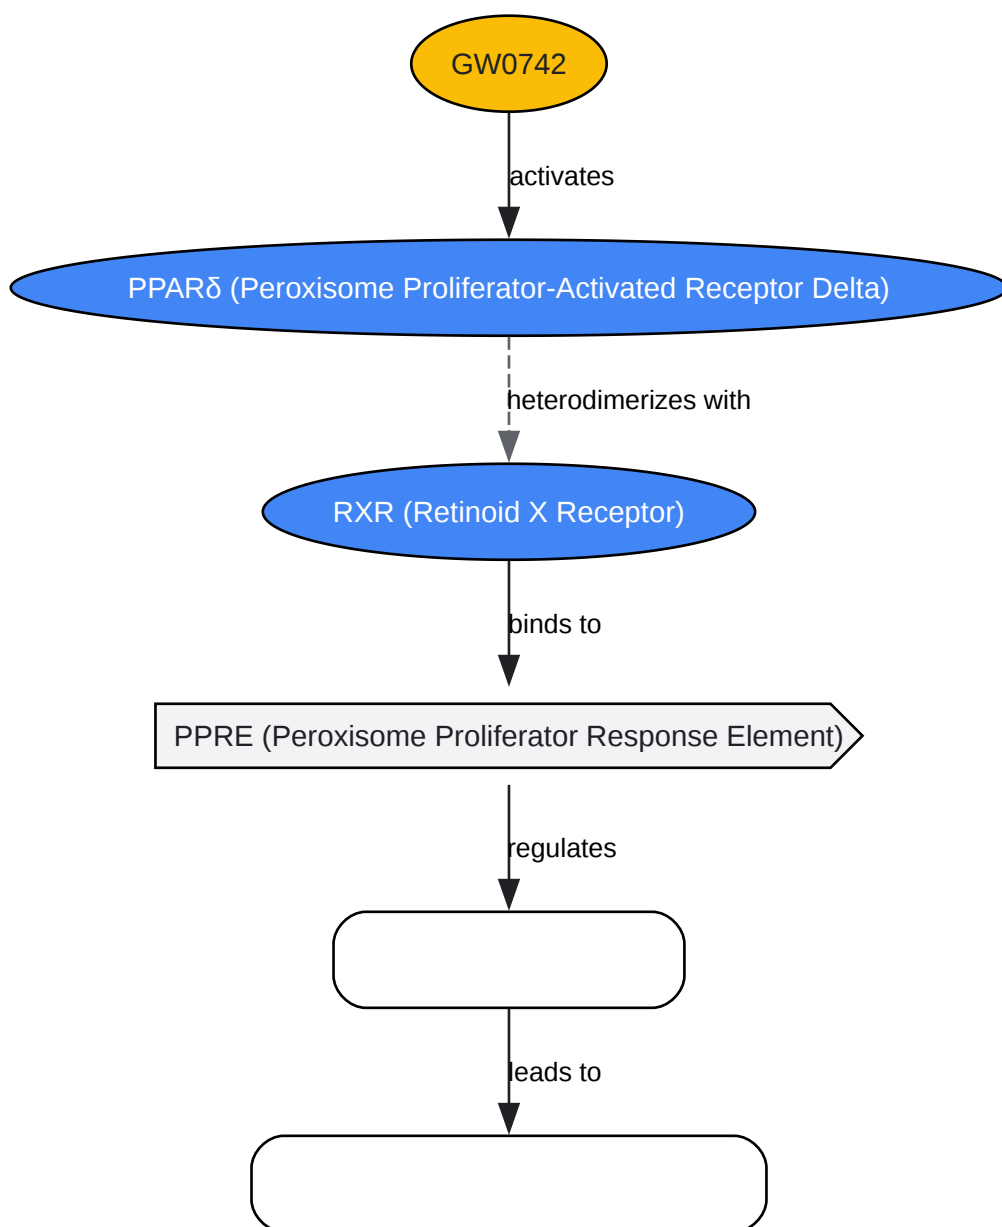 GW0742
activates
PPARδ (Peroxisome Proliferator-Activated Receptor Delta)
heterodimerizes with
RXR (Retinoid X Receptor)
binds to
PPRE (Peroxisome Proliferator Response Element)
regulates
leads to